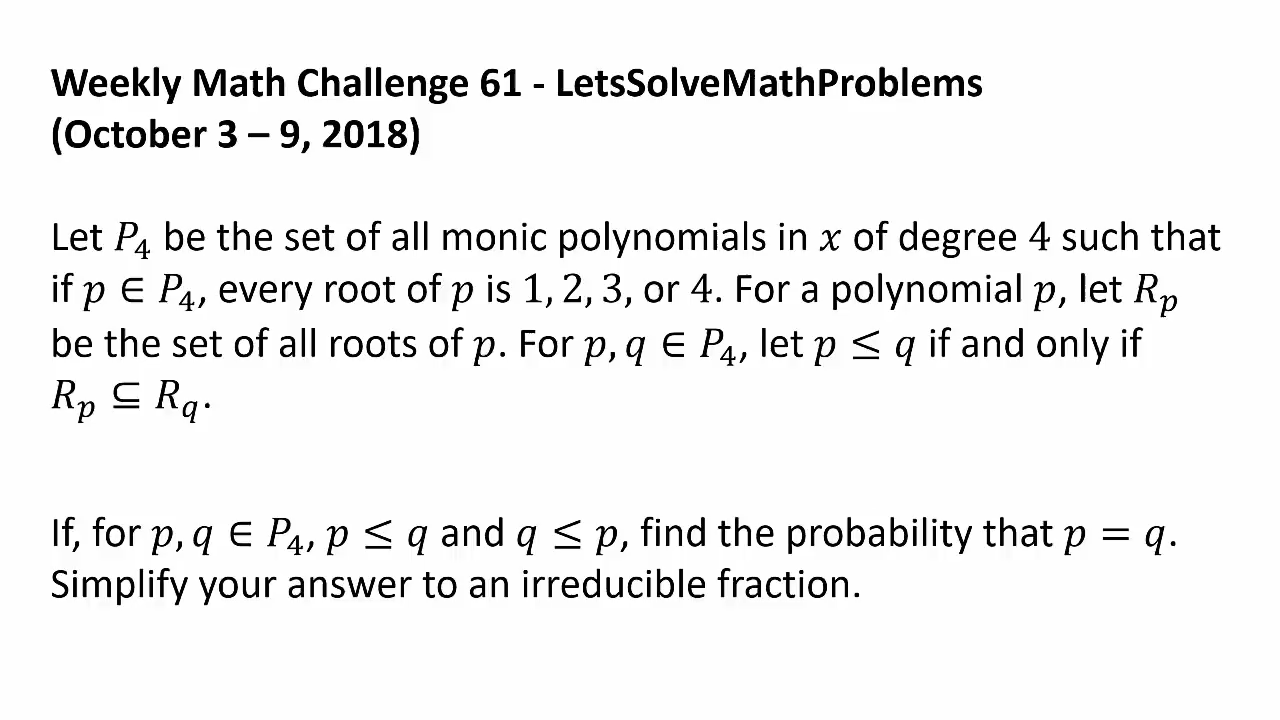 Weekly Math Challenge 61 - LetsSolveMathProblems
(October 3 – 9, 2018)
Let 𝑃₄ be the set of all monic polynomials in 𝑥 of degree 4 such that
if 𝑝 ∈ 𝑃₄, every root of 𝑝 is 1, 2, 3, or 4. For a polynomial 𝑝, let 𝑅ₚ
be the set of all roots of 𝑝. For 𝑝, 𝑞 ∈ 𝑃₄, let 𝑝 ≤ 𝑞 if and only if
𝑅ₚ ⊆ 𝑅_𝑞.
If, for 𝑝, 𝑞 ∈ 𝑃₄, 𝑝 ≤ 𝑞 and 𝑞 ≤ 𝑝, find the probability that 𝑝 = 𝑞.
Simplify your answer to an irreducible fraction.